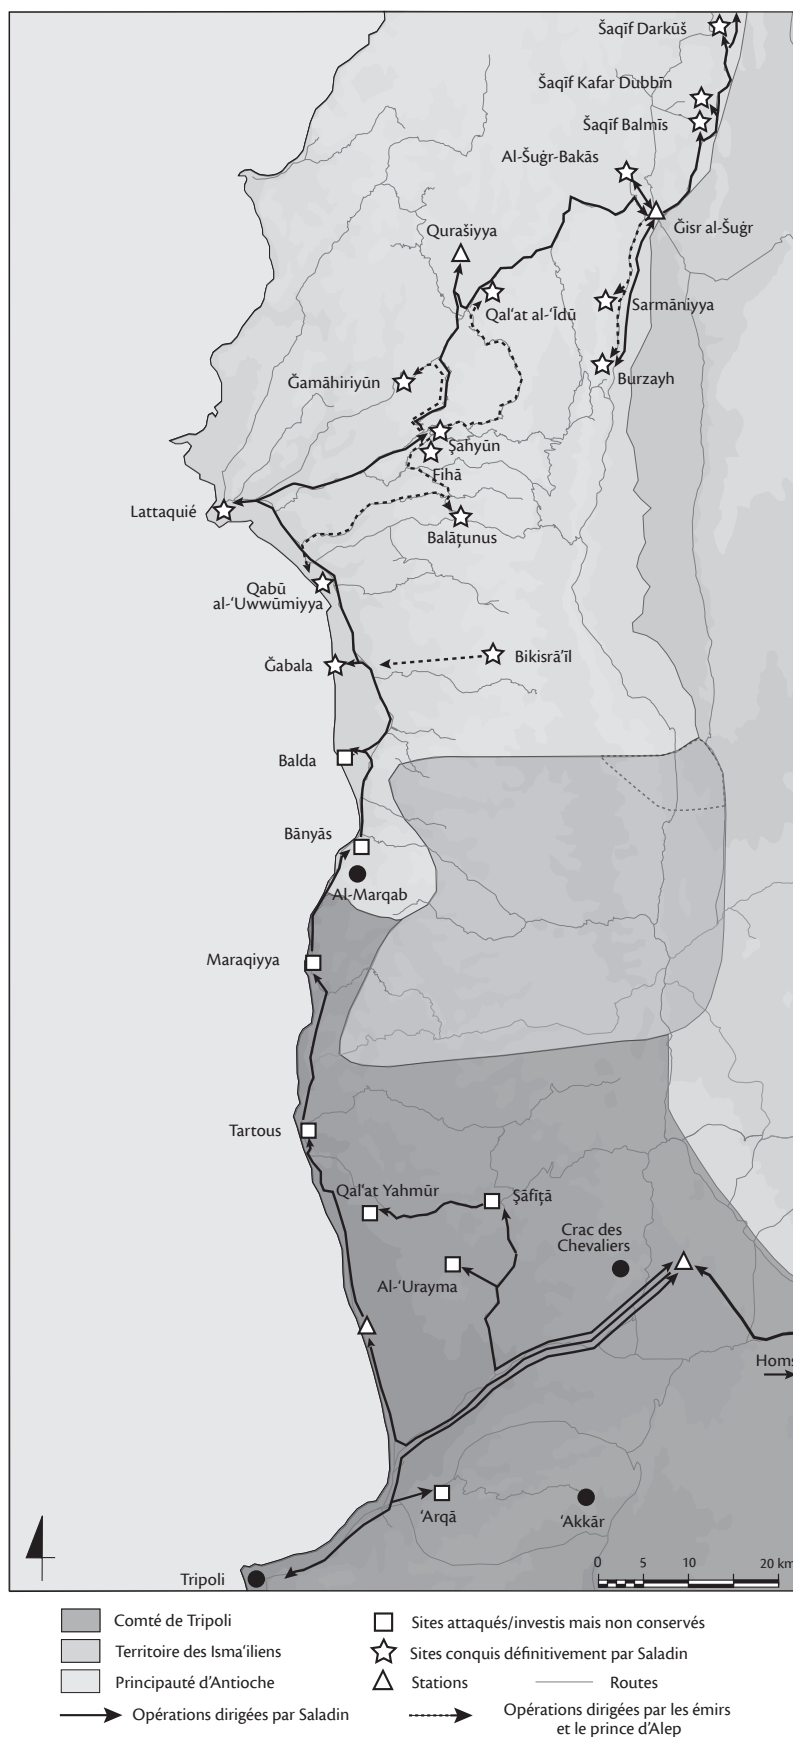 Šaqīf Darkūš
Šaqīf Kafar Dubbīn
Šaqīf Balmīs
Al-Šuġr-Bakās
Ǧisr al-Šuġr
Qurašiyya
Qal‘at al-‘Īdū
Sarmāniyya
Burzayh
Ǧamāhiriyūn
Ṣahyūn
Fihā
Lattaquié
Balāṭunus
Qabū
al-‘Uwwūmiyya
Ǧabala
Bikisrā’īl
Balda
Bānyās
Al-Marqab
Maraqiyya
Tartous
Qal‘at Yahmūr
Ṣāfīṭā
Crac des
Chevaliers
Al-‘Urayma
Homs
‘Arqā
‘Akkār
Tripoli
0 5 10 20 km
Comté de Tripoli
Territoire des Isma‘iliens
Principauté d’Antioche
Opérations dirigées par Saladin
Sites attaqués/investis mais non conservés
Sites conquis définitivement par Saladin
Stations
Routes
Opérations dirigées par les émirs
et le prince d’Alep